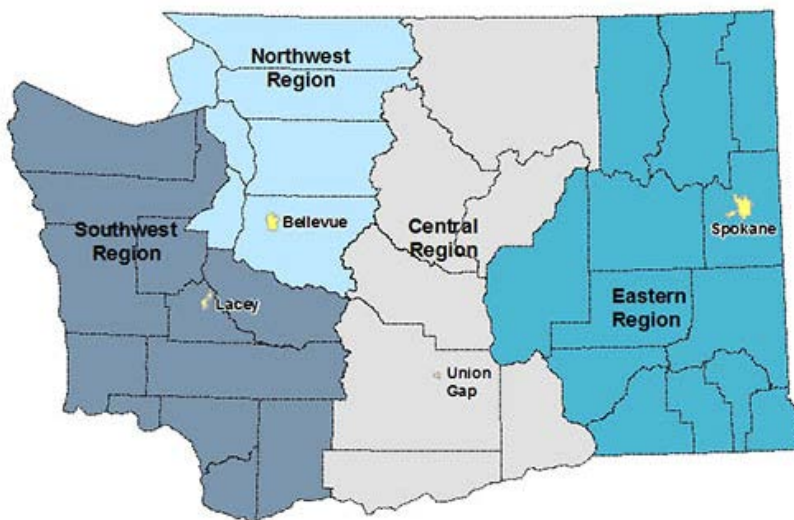 Northwest
Region
Bellevue
Southwest
Region
Central
Region
Spokane
Lacey
Eastern
Region
Union
Gap